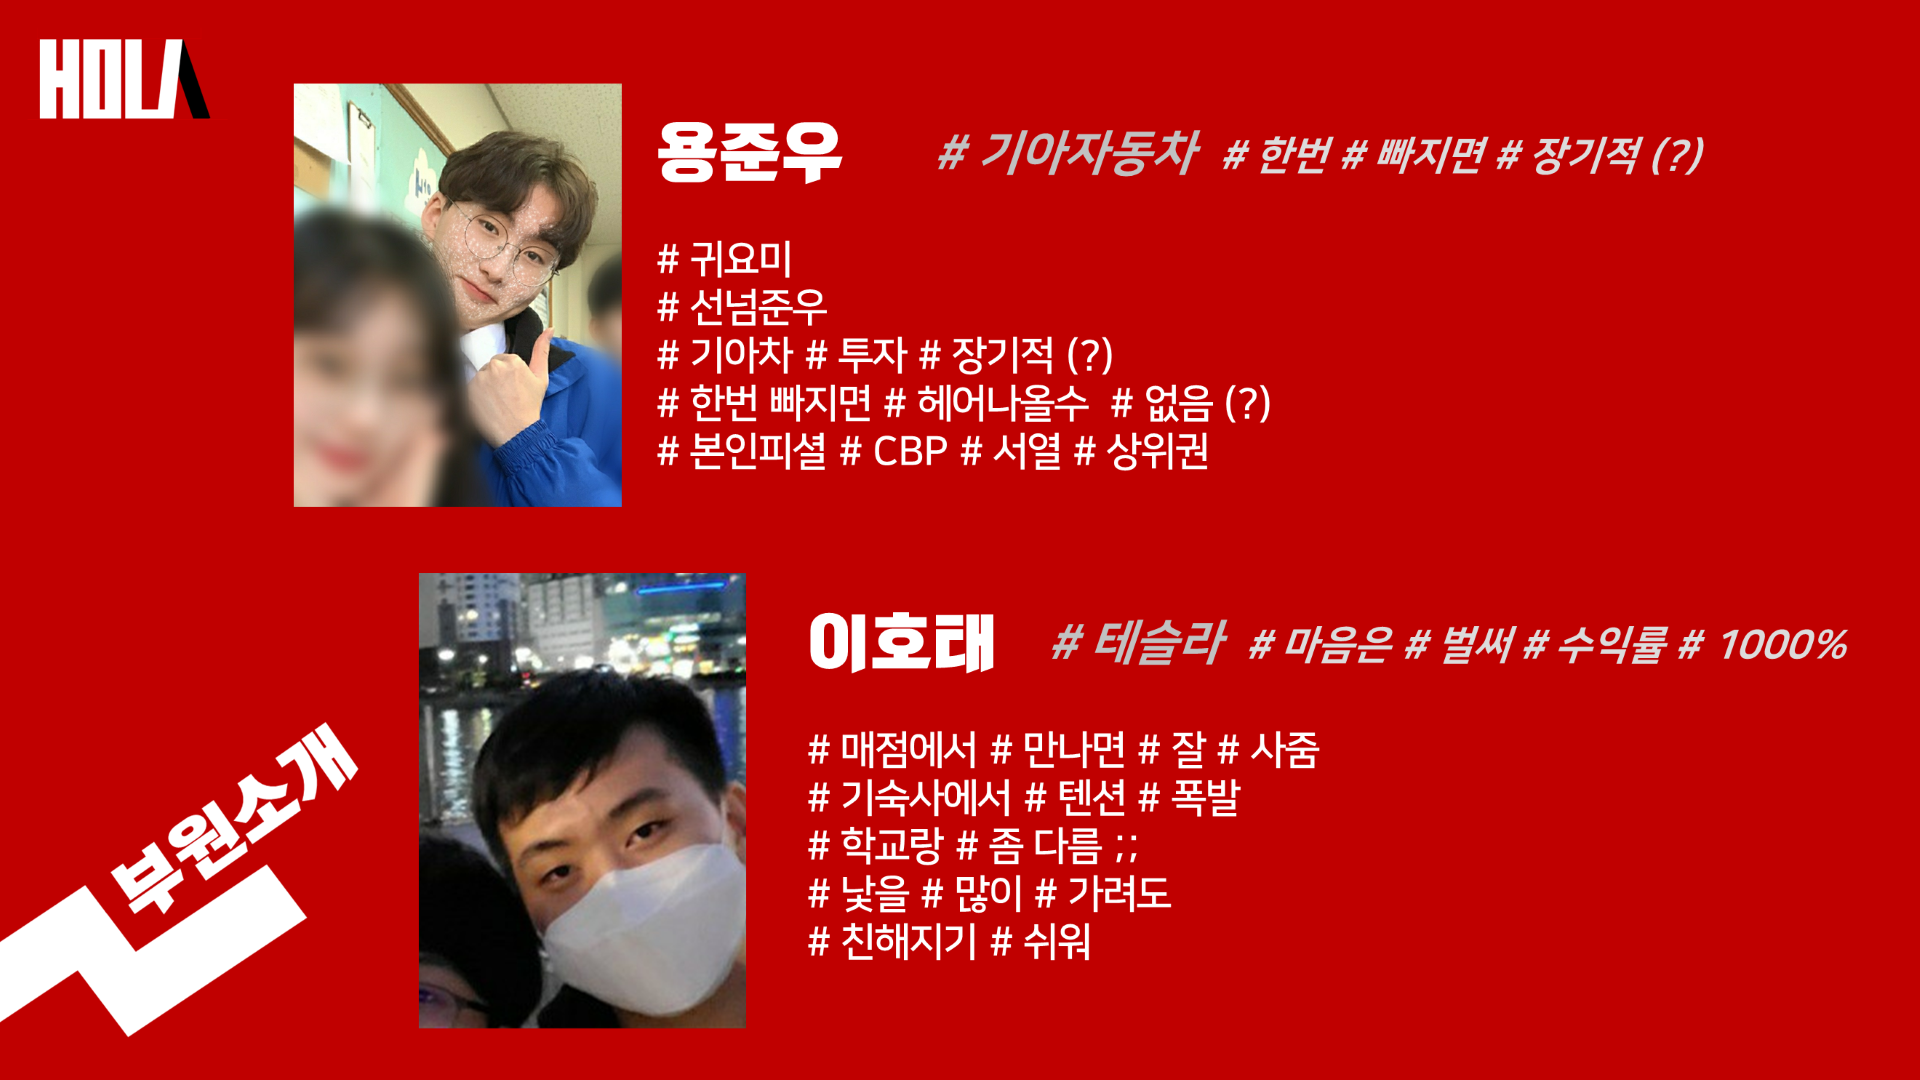 HOLA
용준우 # 기아자동차 # 한번 # 빠지면 # 장기적 (?)
# 귀요미
# 선넘준우
# 기아차 # 투자 # 장기적 (?)
# 한번 빠지면 # 헤어나올수 # 없음 (?)
# 본인피셜 # CBP # 서열 # 상위권
이호태 # 테슬라 # 마음은 # 벌써 # 수익률 # 1000%
# 매점에서 # 만나면 # 잘 # 사줌
# 기숙사에서 # 텐션 # 폭발
# 학교랑 # 좀 다름 ;;
# 낯을 # 많이 # 가려도
# 친해지기 # 쉬워
부원소개